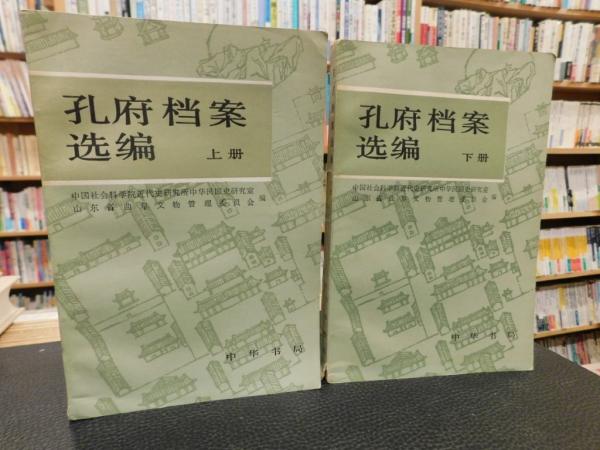 孔府档案
选编 上册
中国社会科学院近代史研究所中华民国史研究室
山东省曲阜文物管理委员会 编
中华书局
孔府档案
选编 下册
中国社会科学院近代史研究所中华民国史研究室
山东省曲阜文物管理委员会 编
中华书局